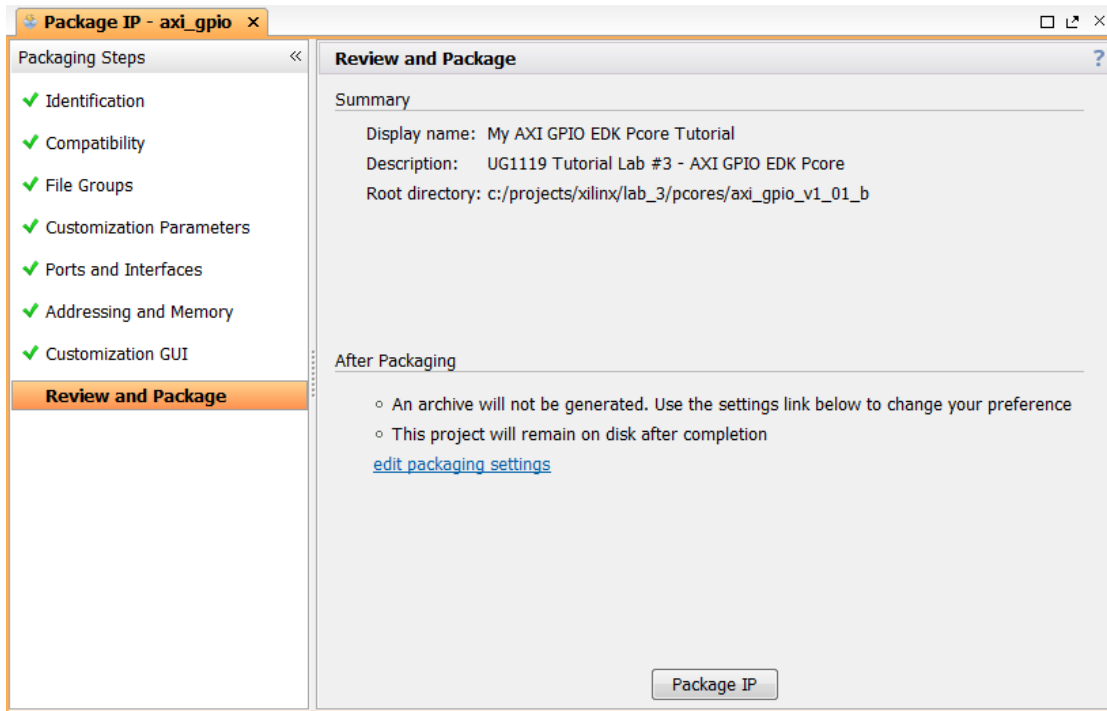 Package IP - axi_gpio ×
Packaging Steps «
Identification
Compatibility
File Groups
Customization Parameters
Ports and Interfaces
Addressing and Memory
Customization GUI
Review and Package
Review and Package ?
Summary
Display name: My AXI GPIO EDK Pcore Tutorial
Description: UG1119 Tutorial Lab #3 - AXI GPIO EDK Pcore
Root directory: c:/projects/xilinx/lab_3/pcores/axi_gpio_v1_01_b
After Packaging
◦ An archive will not be generated. Use the settings link below to change your preference
◦ This project will remain on disk after completion
edit packaging settings
Package IP